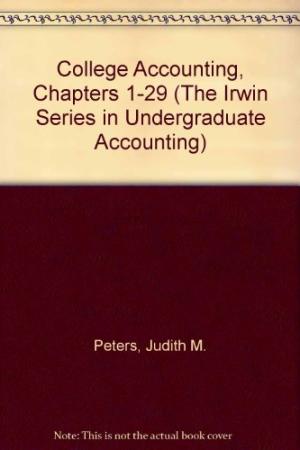 College Accounting,
Chapters 1-29 (The Irwin
Series in Undergraduate
Accounting)
Peters, Judith M.
Note: This is not the actual book cover